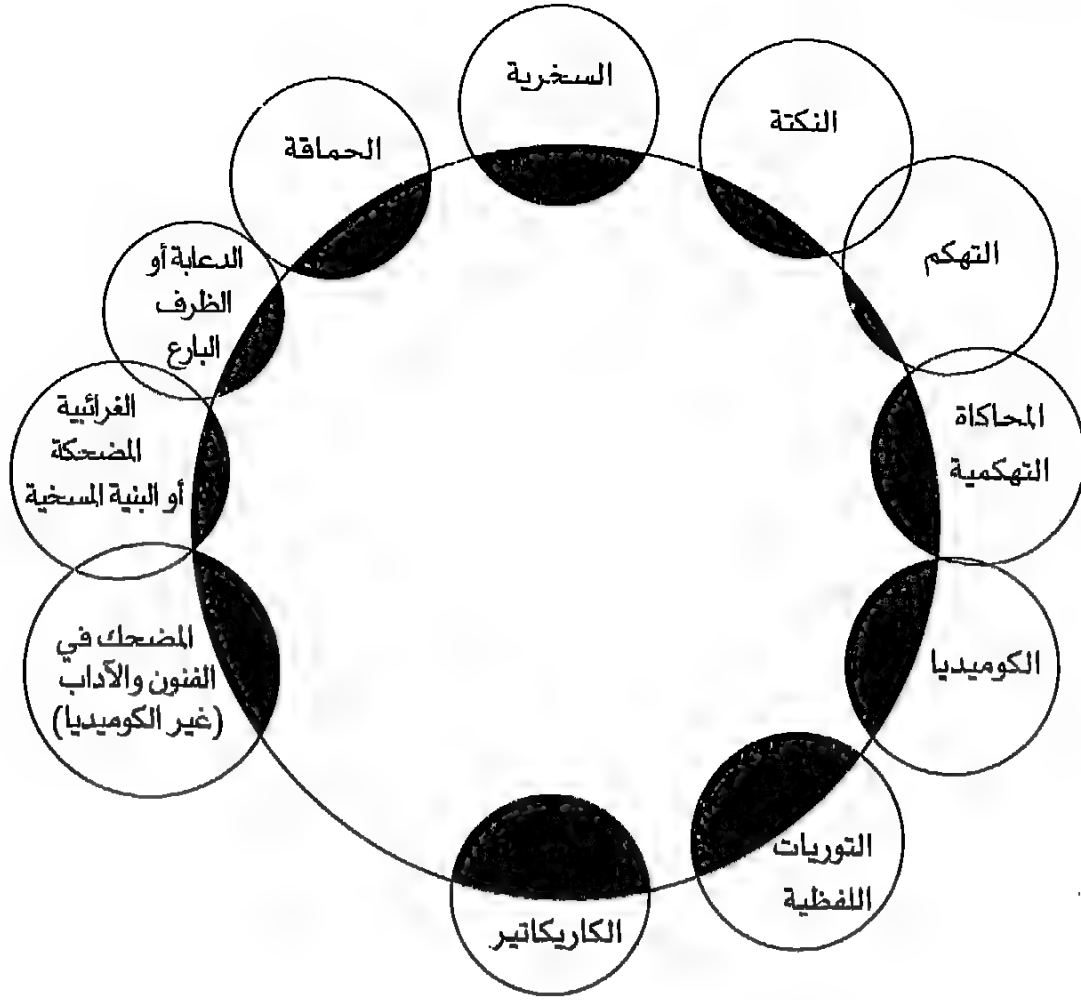 السخرية
النكتة
التهكم
المحاكاة
التهكمية
الكوميديا
التوريات
اللفظية
الكاريكاتير
المضحك في
الفنون والآداب
(غير الكوميديا)
الغرائبية
المضحكة
أو البنية المسخية
الدعابة أو
الظرف
البارع
الحماقة